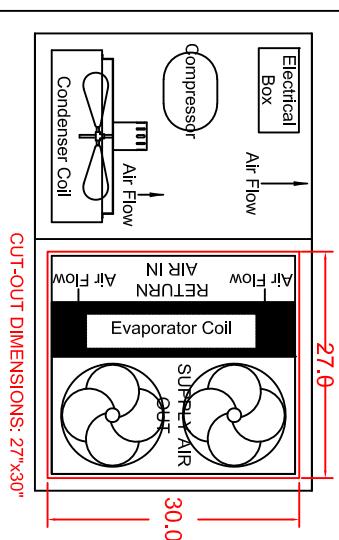 Electrical
Box
Compressor
Condenser Coil
Air Flow
Air Flow
RETURN
AIR IN
Air Flow
Air Flow
Evaporator Coil
SUPPLY AIR
OUT
27.0
30.0
CUT-OUT DIMENSIONS: 27"x30"